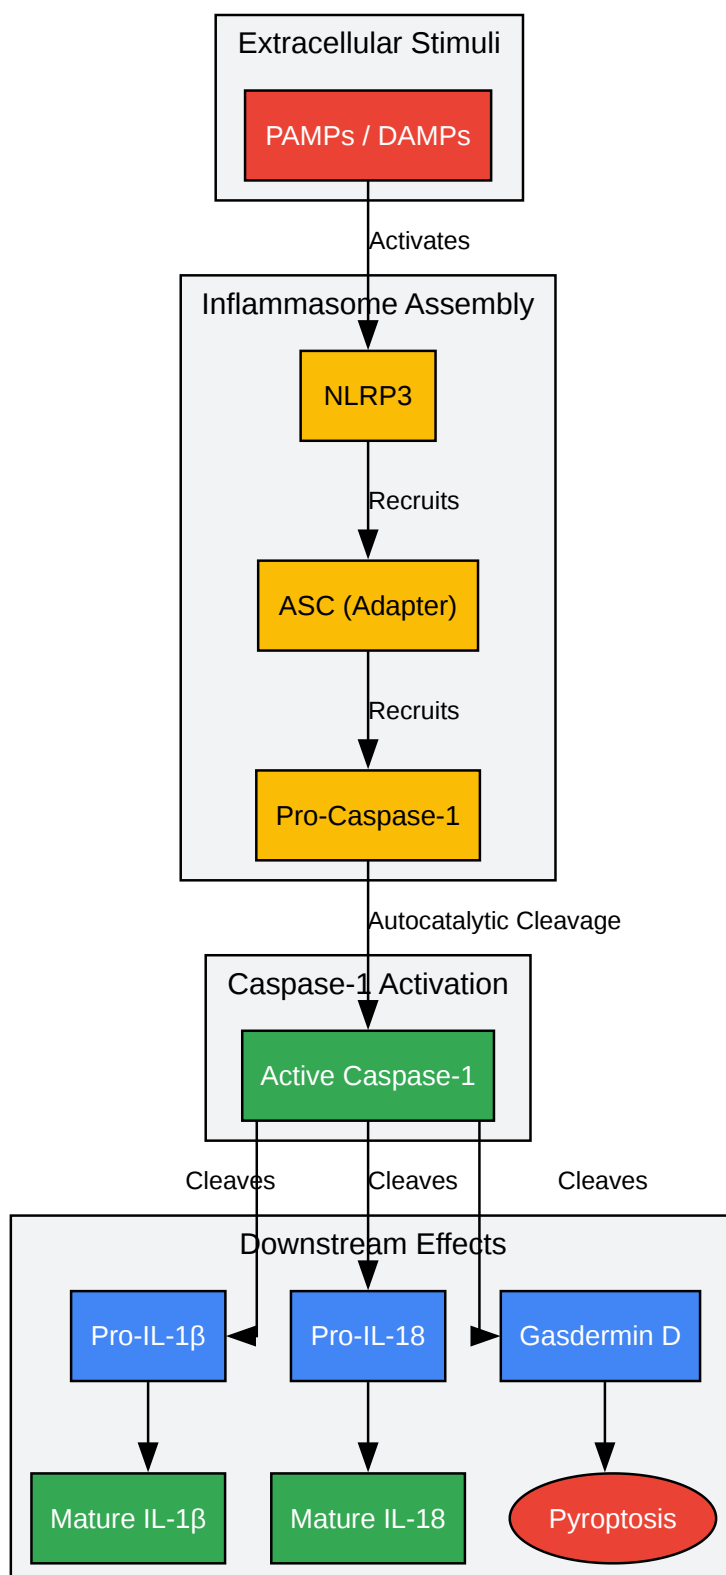 Extracellular Stimuli
PAMPs / DAMPs
Activates
Inflammasome Assembly
NLRP3
Recruits
ASC (Adapter)
Recruits
Pro-Caspase-1
Autocatalytic Cleavage
Caspase-1 Activation
Active Caspase-1
Cleaves Cleaves Cleaves
Downstream Effects
Pro-IL-1β Pro-IL-18 Gasdermin D
Mature IL-1β Mature IL-18 Pyroptosis